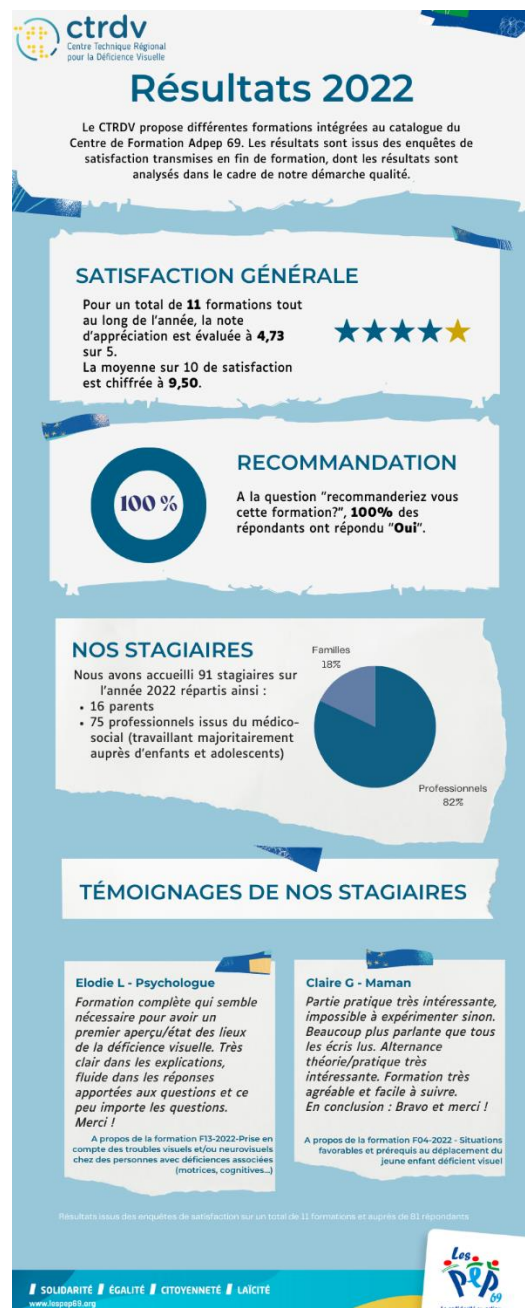 ctrdv
Centre Technique Régional
pour la Déficience Visuelle
Résultats 2022
Le CTRDV propose différentes formations intégrées au catalogue du
Centre de Formation Adpep 69. Les résultats sont issus des enquêtes de
satisfaction transmises en fin de formation, dont les résultats sont
analysés dans le cadre de notre démarche qualité.
SATISFACTION GÉNÉRALE
Pour un total de 11 formations tout
au long de l'année, la note
d'appréciation est évaluée à 4,73
sur 5.
La moyenne sur 10 de satisfaction
est chiffrée à 9,50.
RECOMMANDATION
100 %
A la question "recommanderiez vous
cette formation?", 100% des
répondants ont répondu "Oui".
NOS STAGIAIRES
Nous avons accueilli 91 stagiaires sur
l'année 2022 répartis ainsi :
• 16 parents
• 75 professionnels issus du médico-
social (travaillant majoritairement
auprès d'enfants et adolescents)
Familles
18%
Professionnels
82%
TÉMOIGNAGES DE NOS STAGIAIRES
Elodie L - Psychologue
Formation complète qui semble
nécessaire pour avoir un
premier aperçu/état des lieux
de la déficience visuelle. Très
clair dans les explications,
fluide dans les réponses
apportées aux questions et ce
peu importe les questions.
Merci !
A propos de la formation F13-2022-Prise en
compte des troubles visuels et/ou neurovisuels
chez des personnes avec déficiences associées
(motrices, cognitives...)
Claire G - Maman
Partie pratique très intéressante,
impossible à expérimenter sinon.
Beaucoup plus parlante que tous
les écris lus. Alternance
théorie/pratique très
intéressante. Formation très
agréable et facile à suivre.
En conclusion : Bravo et merci !
A propos de la formation F04-2022 - Situations
favorables et prérequis au déplacement du
jeune enfant déficient visuel
Résultats issus des enquêtes de satisfaction sur un total de 11 formations et auprès de 81 répondants
SOLIDARITÉ ÉGALITÉ CITOYENNETÉ LAÏCITÉ
www.lespep69.org
Les
PEP
69